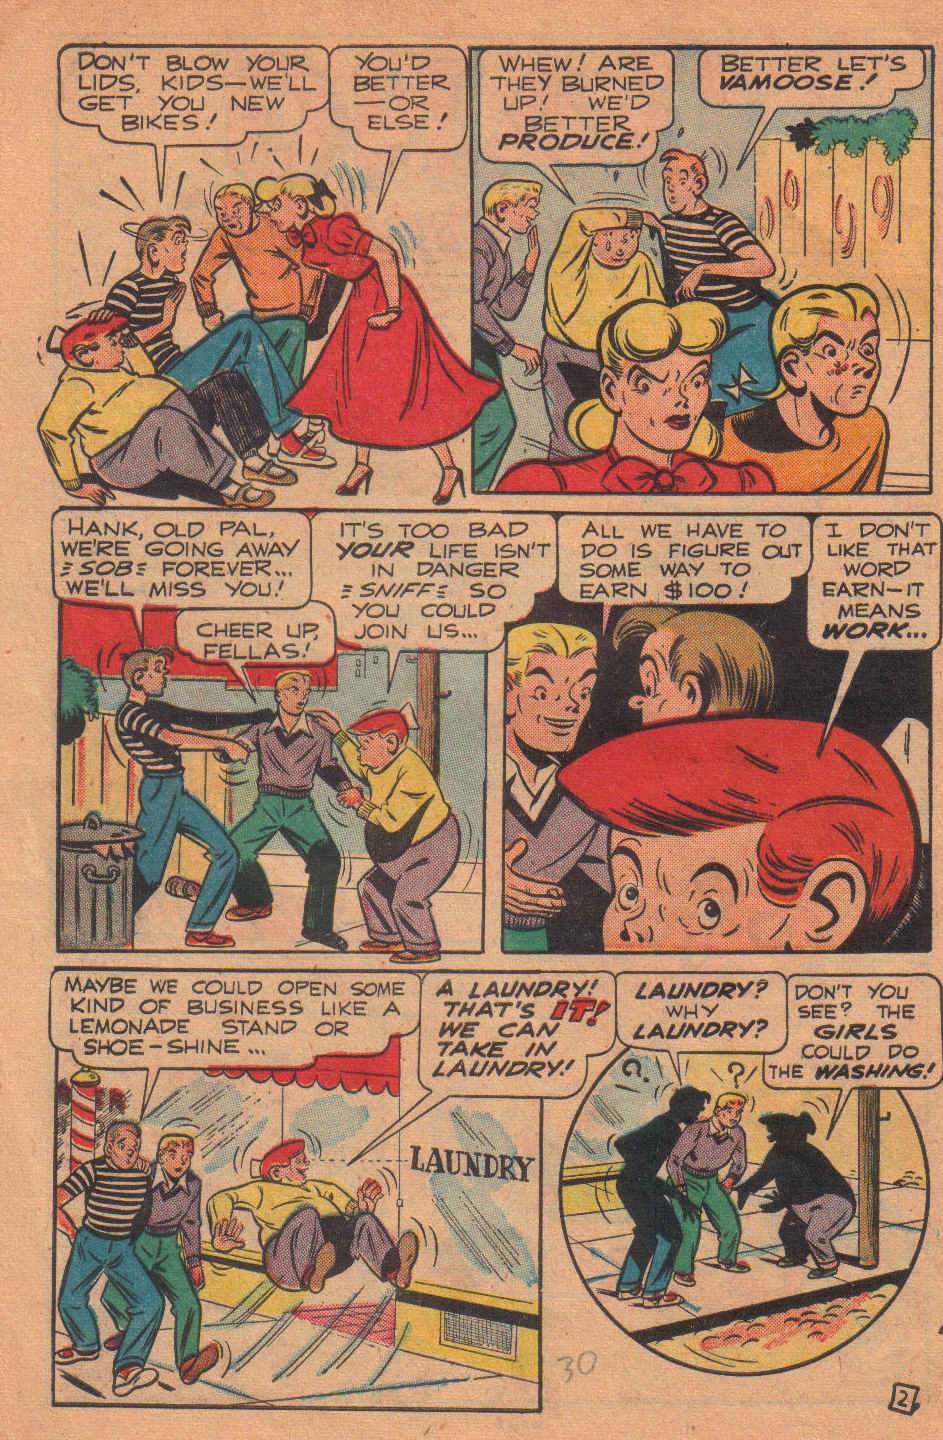 DON'T BLOW YOUR
LIDS, KIDS—WE'LL
GET YOU NEW
BIKES!
YOU'D
BETTER
—OR
ELSE!
WHEW! ARE
THEY BURNED
UP! WE'D
BETTER
PRODUCE!
BETTER LET'S
VAMOOSE!
HANK, OLD PAL,
WE'RE GOING AWAY
SOB FOREVER...
WE'LL MISS YOU!
CHEER UP,
FELLAS!
IT'S TOO BAD
YOUR LIFE ISN'T
IN DANGER
SNIFF SO
YOU COULD
JOIN US...
ALL WE HAVE TO
DO IS FIGURE OUT
SOME WAY TO
EARN $100!
I DON'T
LIKE THAT
WORD
EARN—IT
MEANS
WORK...
MAYBE WE COULD OPEN SOME
KIND OF BUSINESS LIKE A
LEMONADE STAND OR
SHOE-SHINE...
A LAUNDRY!
THAT'S IT!
WE CAN
TAKE IN
LAUNDRY!
LAUNDRY
LAUNDRY?
WHY
LAUNDRY?
DON'T YOU
SEE? THE
GIRLS
COULD DO
THE WASHING!
?
?
30
2